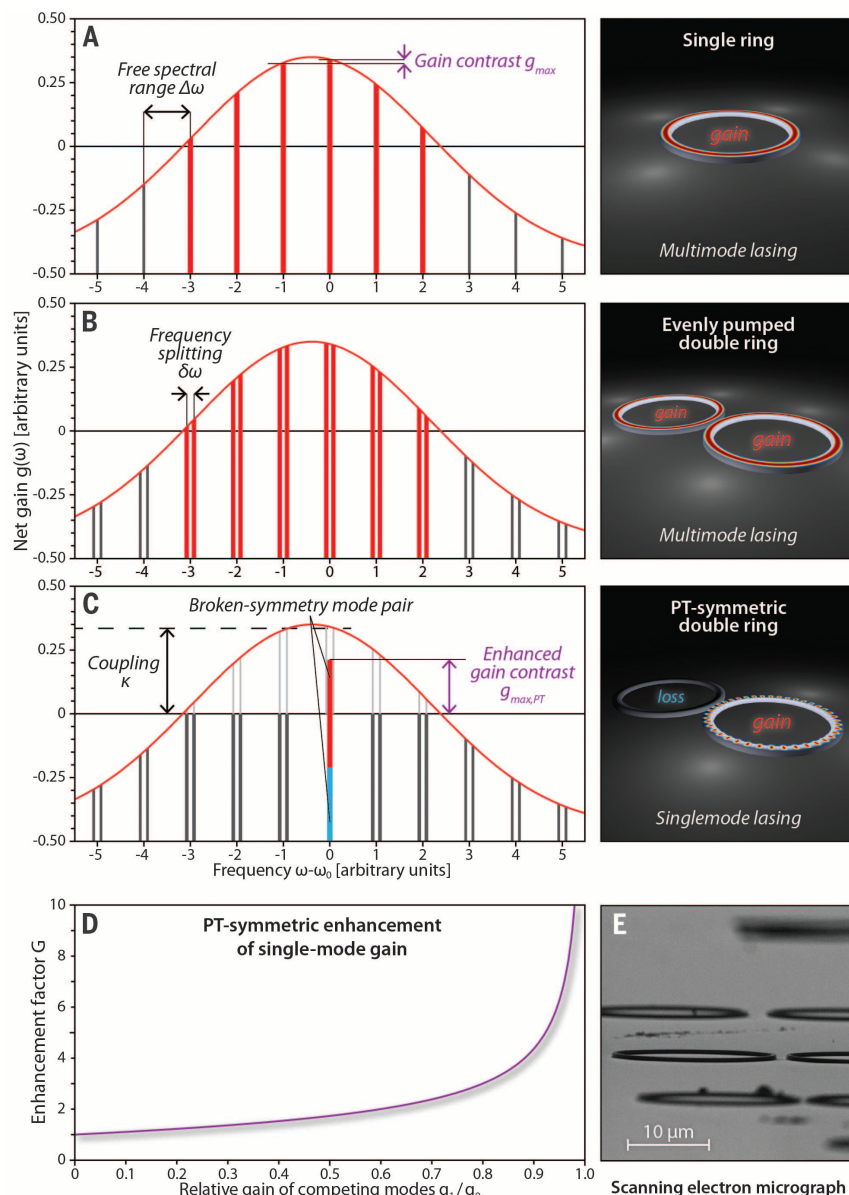 A
0.50
0.25
0
-0.25
-0.50
Free spectral
range Δω
Gain contrast gmax
-5 -4 -3 -2 -1 0 1 2 3 4 5
Single ring
gain
Multimode lasing
B
Net gain g(ω) [arbitrary units]
0.50
0.25
0
-0.25
-0.50
Frequency
splitting
δω
-5 -4 -3 -2 -1 0 1 2 3 4 5
Evenly pumped
double ring
gain
gain
Multimode lasing
C
0.50
0.25
0
-0.25
-0.50
Broken-symmetry mode pair
Coupling
κ
Enhanced
gain contrast
gmax,PT
-5 -4 -3 -2 -1 0 1 2 3 4 5
Frequency ω-ω0 [arbitrary units]
PT-symmetric
double ring
loss
gain
Singlemode lasing
D
PT-symmetric enhancement
of single-mode gain
Enhancement factor G
10
8
6
4
2
0
0 0.1 0.2 0.3 0.4 0.5 0.6 0.7 0.8 0.9 1.0
Relative gain of competing modes
E
10 μm
Scanning electron micrograph